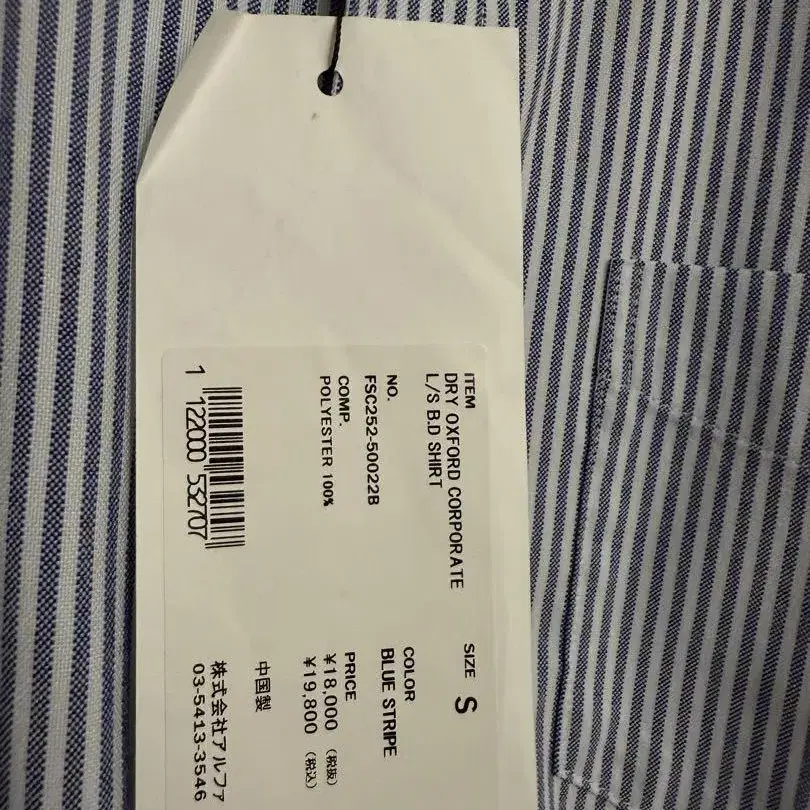 ITEM
DRY OXFORD CORPORATE
L/S B.D SHIRT
SIZE
S
NO.
FSC252-50022B
COLOR
BLUE STRIPE
COMP.
POLYESTER 100%
PRICE
¥18,000 (税抜)
¥19,800 (税込)
中国製
1 122000 532707
株式会社アルファ
03-5413-3546